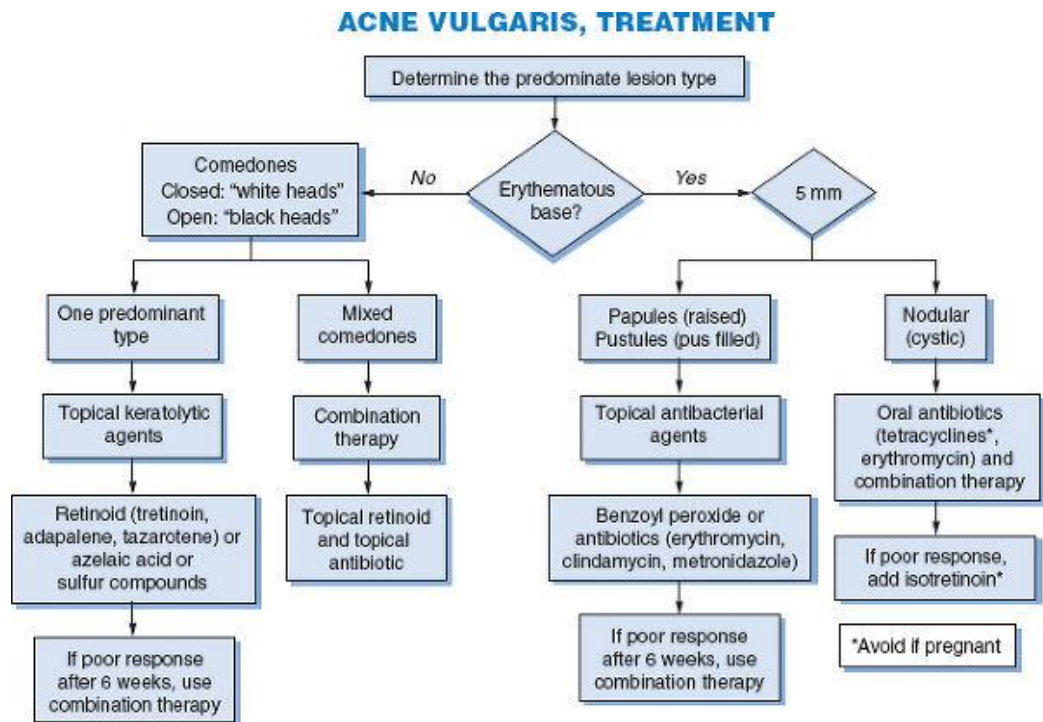 ACNE VULGARIS, TREATMENT
Determine the predominate lesion type
Comedones
Closed: “white heads”
Open: “black heads”
No
Erythematous
base?
Yes
5 mm
One predominant
type
Mixed
comedones
Papules (raised)
Pustules (pus filled)
Nodular
(cystic)
Topical keratolytic
agents
Combination
therapy
Topical antibacterial
agents
Oral antibiotics
(tetracyclines*,
erythromycin) and
combination therapy
Retinoid (tretinoin,
adapalene, tazarotene) or
azelaic acid or
sulfur compounds
Topical retinoid
and topical
antibiotic
Benzoyl peroxide or
antibiotics (erythromycin,
clindamycin, metronidazole)
If poor response,
add isotretinoin*
If poor response
after 6 weeks, use
combination therapy
If poor response
after 6 weeks, use
combination therapy
*Avoid if pregnant